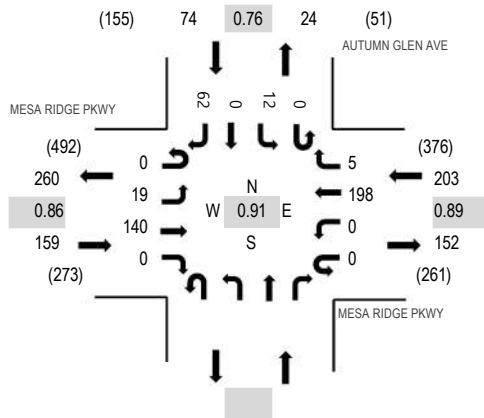 (155) 74 0.76 24 (51)
AUTUMN GLEN AVE
62 0 12 0
MESA RIDGE PKWY
(492) (376)
0 5
260 203
19 N 198
0.86 W 0.91 E 0.89
140 0
159 S 152
0 0
(273) (261)
MESA RIDGE PKWY